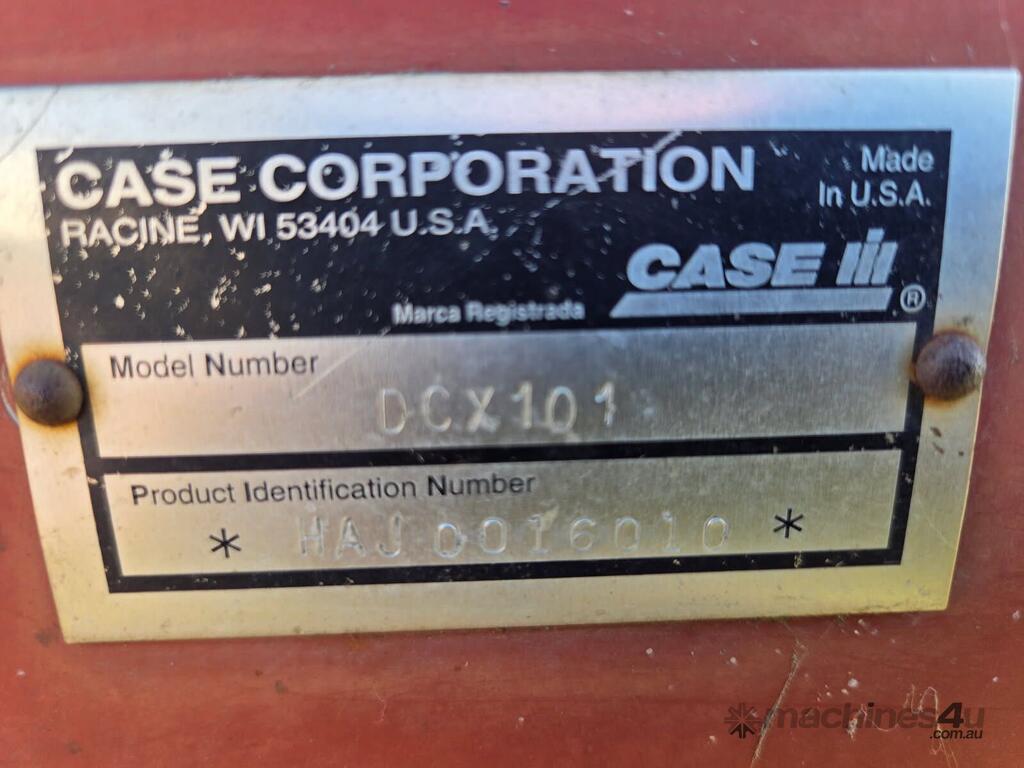 CASE CORPORATION
RACINE, WI 53404 U.S.A.
Made
In U.S.A.
CASE IH ®
Marca Registrada
Model Number
DCX101
Product Identification Number
* HAJ0016010 *
machines4u
.com.au